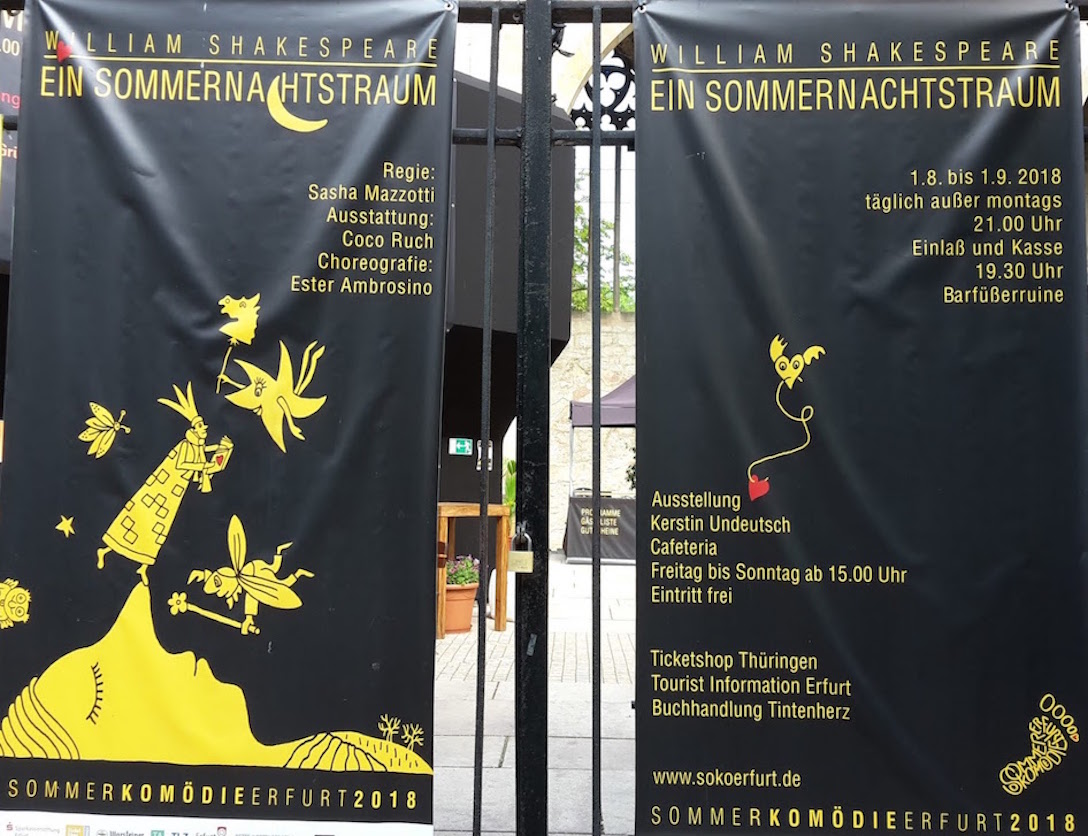 WILLIAM SHAKESPEARE
EIN SOMMERNACHTSTRAUM
Regie:
Sasha Mazzotti
Ausstattung:
Coco Ruch
Choreografie:
Ester Ambrosino
SOMMERKOMÖDIEERFURT2018
WILLIAM SHAKESPEARE
EIN SOMMERNACHTSTRAUM
1.8. bis 1.9. 2018
täglich außer montags
21.00 Uhr
Einlaß und Kasse
19.30 Uhr
Barfüßerruine
Ausstellung
Kerstin Undeutsch
Cafeteria
Freitag bis Sonntag ab 15.00 Uhr
Eintritt frei
Ticketshop Thüringen
Tourist Information Erfurt
Buchhandlung Tintenherz
www.sokoerfurt.de
SOMMERKOMÖDIEERFURT2018
PROGRAMME